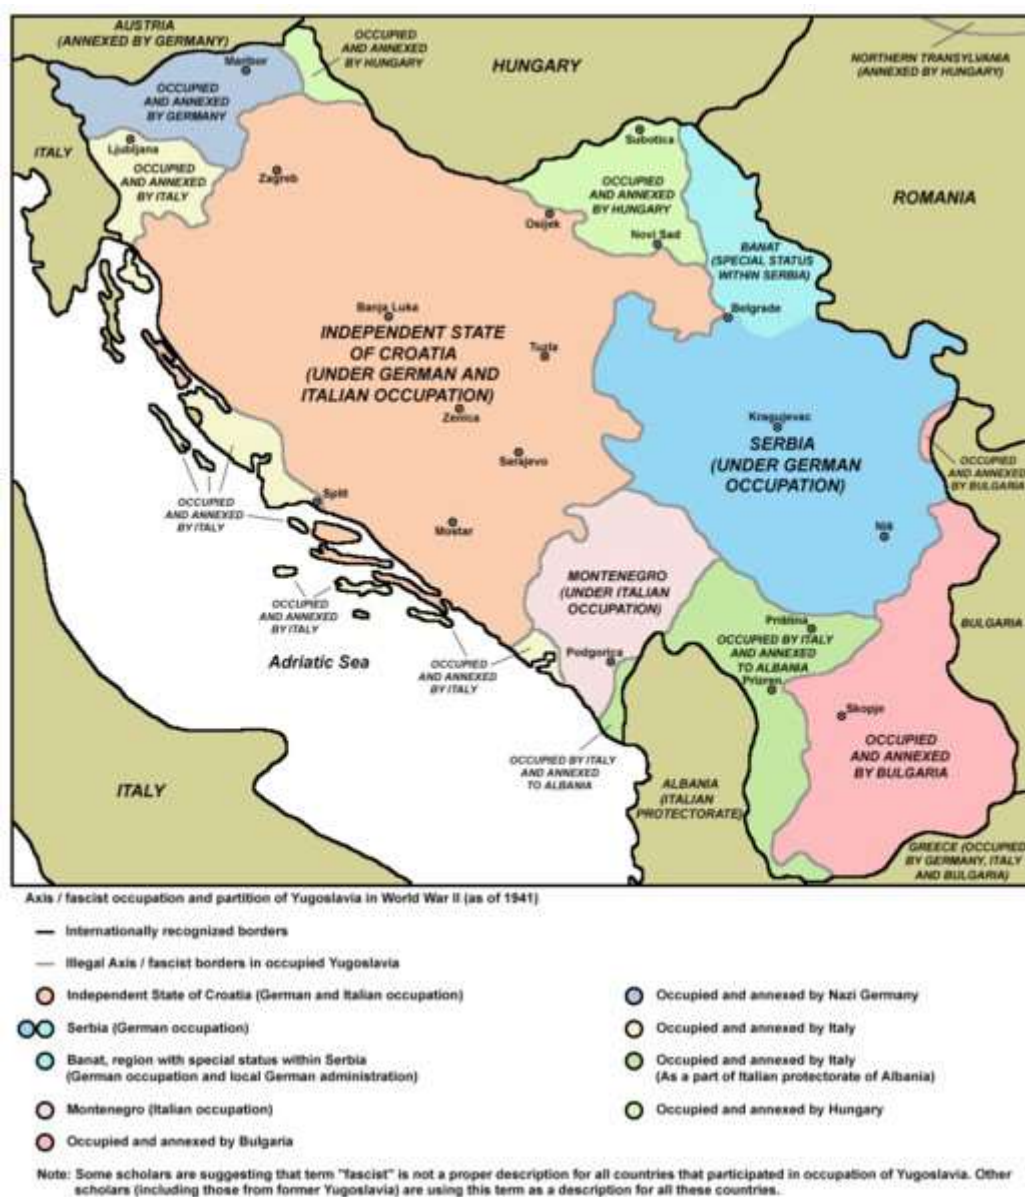 AUSTRIA
(ANNEXED BY GERMANY)
OCCUPIED
AND ANNEXED
BY HUNGARY
HUNGARY
NORTHERN TRANSYLVANIA
(ANNEXED BY HUNGARY)
Maribor
OCCUPIED
AND ANNEXED
BY GERMANY
ITALY
Ljubljana
OCCUPIED
AND ANNEXED
BY ITALY
Zagreb
Subotica
OCCUPIED
AND ANNEXED
BY HUNGARY
Osijek
Novi Sad
ROMANIA
BANAT
(SPECIAL STATUS
WITHIN SERBIA)
Belgrade
Banja Luka
INDEPENDENT STATE
OF CROATIA
(UNDER GERMAN AND
ITALIAN OCCUPATION)
Tuzla
Zenica
Sarajevo
Kragujevac
SERBIA
(UNDER GERMAN
OCCUPATION)
OCCUPIED
AND ANNEXED
BY BULGARIA
OCCUPIED
AND ANNEXED
BY ITALY
Split
Mostar
Niš
MONTENEGRO
(UNDER ITALIAN
OCCUPATION)
OCCUPIED
AND ANNEXED
BY ITALY
Adriatic Sea
OCCUPIED
AND ANNEXED
BY ITALY
Podgorica
Priština
OCCUPIED BY ITALY
AND ANNEXED
TO ALBANIA
Prizren
BULGARIA
Skopje
OCCUPIED
AND ANNEXED
BY BULGARIA
OCCUPIED BY ITALY
AND ANNEXED
TO ALBANIA
ITALY
ALBANIA
(ITALIAN
PROTECTORATE)
GREECE (OCCUPIED
BY GERMANY, ITALY
AND BULGARIA)
Axis / fascist occupation and partition of Yugoslavia in World War II (as of 1941)
Internationally recognized borders
Illegal Axis / fascist borders in occupied Yugoslavia
Independent State of Croatia (German and Italian occupation)
Serbia (German occupation)
Banat, region with special status within Serbia
(German occupation and local German administration)
Montenegro (Italian occupation)
Occupied and annexed by Bulgaria
Occupied and annexed by Nazi Germany
Occupied and annexed by Italy
Occupied and annexed by Italy
(As a part of Italian protectorate of Albania)
Occupied and annexed by Hungary
Note: Some scholars are suggesting that term "fascist" is not a proper description for all countries that participated in occupation of Yugoslavia. Other
scholars (including those from former Yugoslavia) are using this term as a description for all these countries.